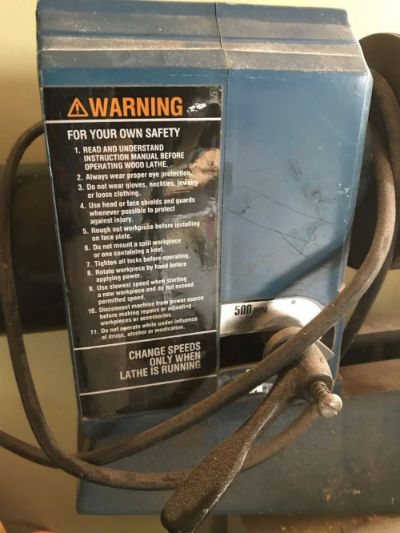 WARNING
FOR YOUR OWN SAFETY
1. READ AND UNDERSTAND
INSTRUCTION MANUAL BEFORE
OPERATING WOOD LATHE.
2. Always wear proper eye protection.
3. Do not wear gloves, neckties, jewelry
or loose clothing.
4. Use head or face shields and guards
whenever possible to protect
against injury.
5. Rough out workpiece before installing
on face plate.
6. Do not mount a split workpiece
or one containing a knot.
7. Tighten all locks before operating.
8. Rotate workpiece by hand before
applying power.
9. Use slowest speed when starting
a new workpiece and do not exceed
permitted speed.
10. Disconnect machine from power source
before making repairs or adjusting
workpieces or accessories.
11. Do not operate while under influence
of drugs, alcohol or medication.
CHANGE SPEEDS
ONLY WHEN
LATHE IS RUNNING
500 RPM